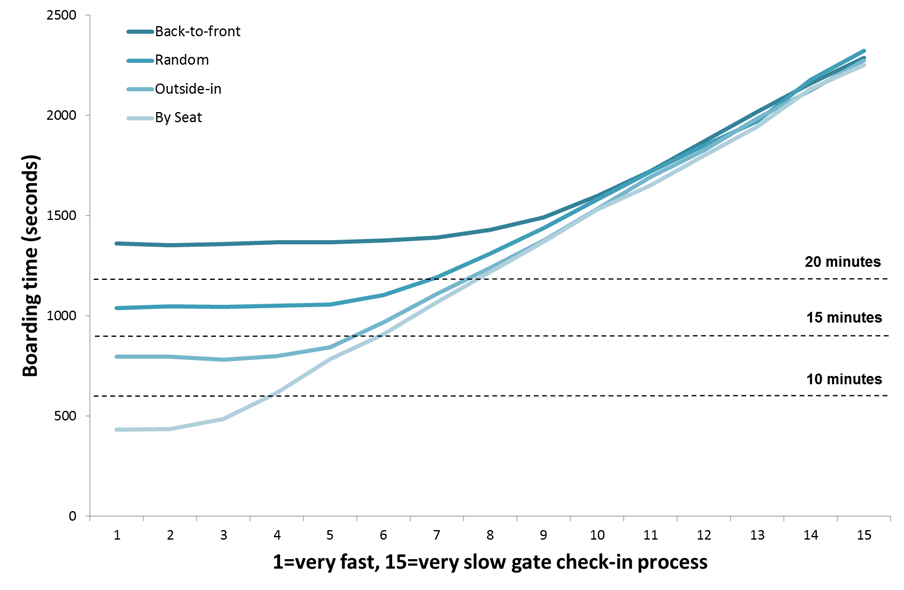 2500
Back-to-front
Random
Outside-in
By Seat
2000
1500
1000
500
0
Boarding time (seconds)
20 minutes
15 minutes
10 minutes
1 2 3 4 5 6 7 8 9 10 11 12 13 14 15
1=very fast, 15=very slow gate check-in process